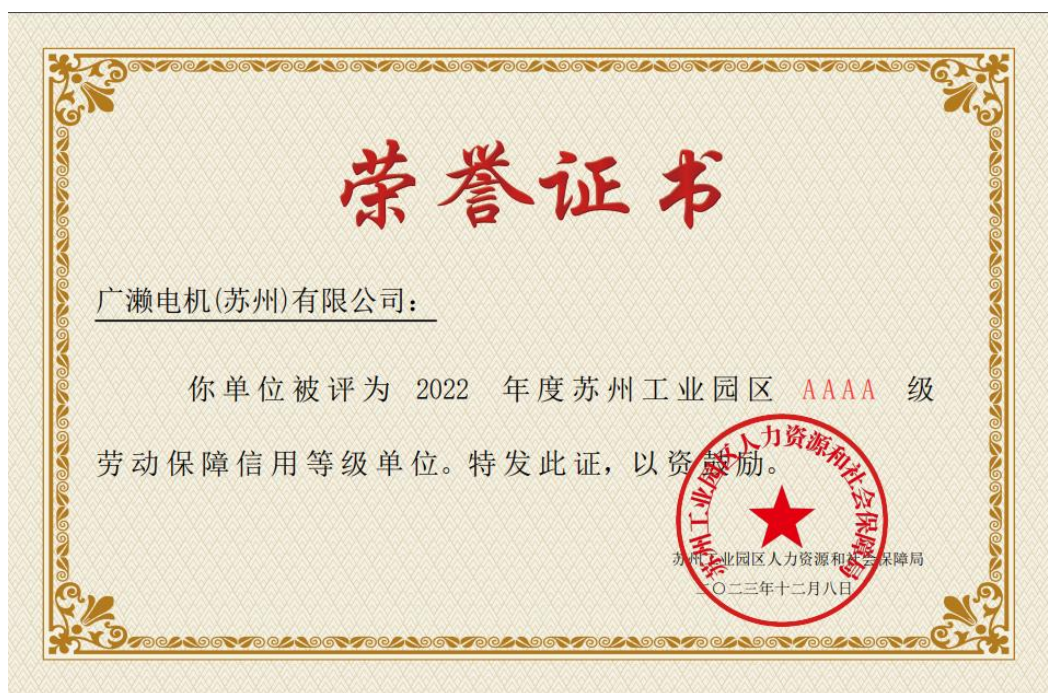 荣誉证书
广濑电机(苏州)有限公司：
你单位被评为 2022 年度苏州工业园区 AAAA 级
劳动保障信用等级单位。特发此证，以资鼓励。
苏州工业园区人力资源和社会保障局
苏州工业园区人力资源和社会保障局
二〇二三年十二月八日